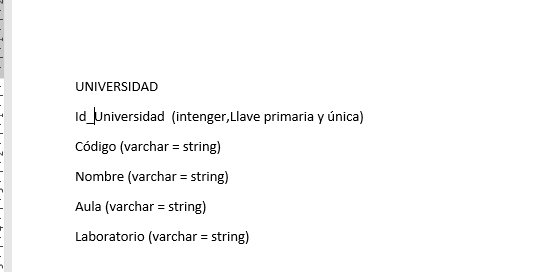 UNIVERSIDAD
Id_Universidad (intenger,Llave primaria y única)
Código (varchar = string)
Nombre (varchar = string)
Aula (varchar = string)
Laboratorio (varchar = string)